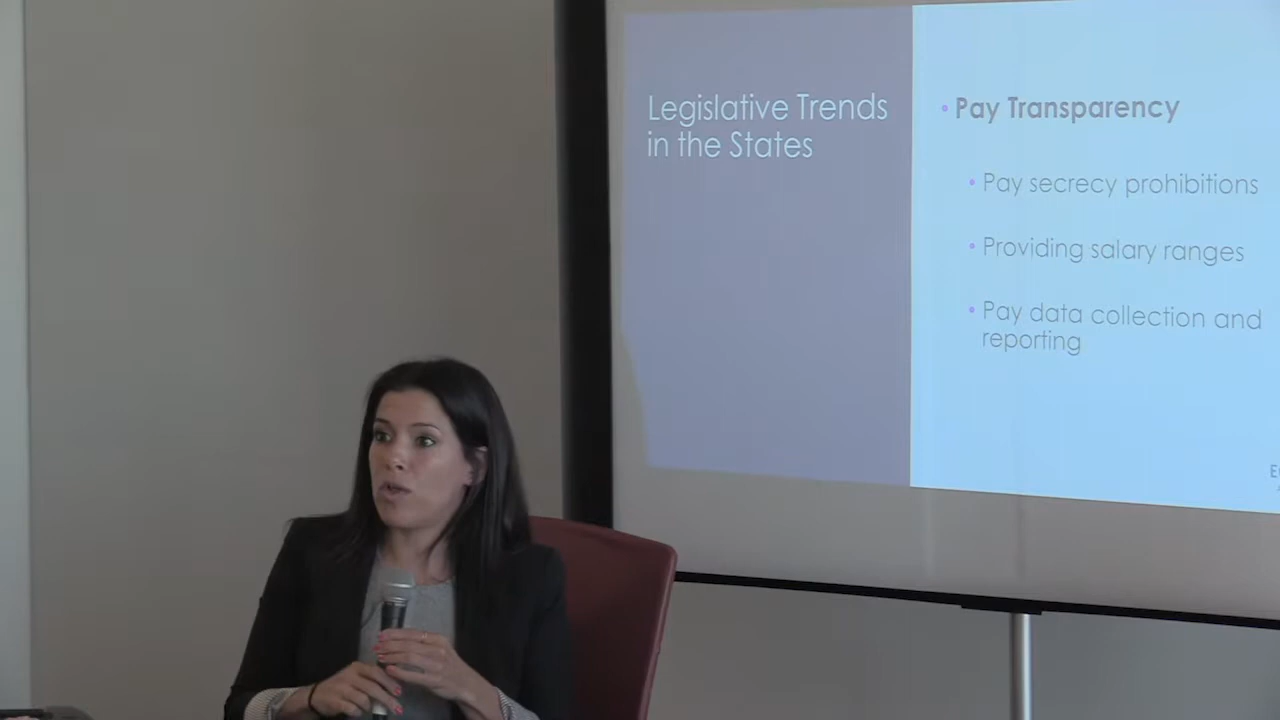 Legislative Trends
in the States
• Pay Transparency
• Pay secrecy prohibitions
• Providing salary ranges
• Pay data collection and
reporting